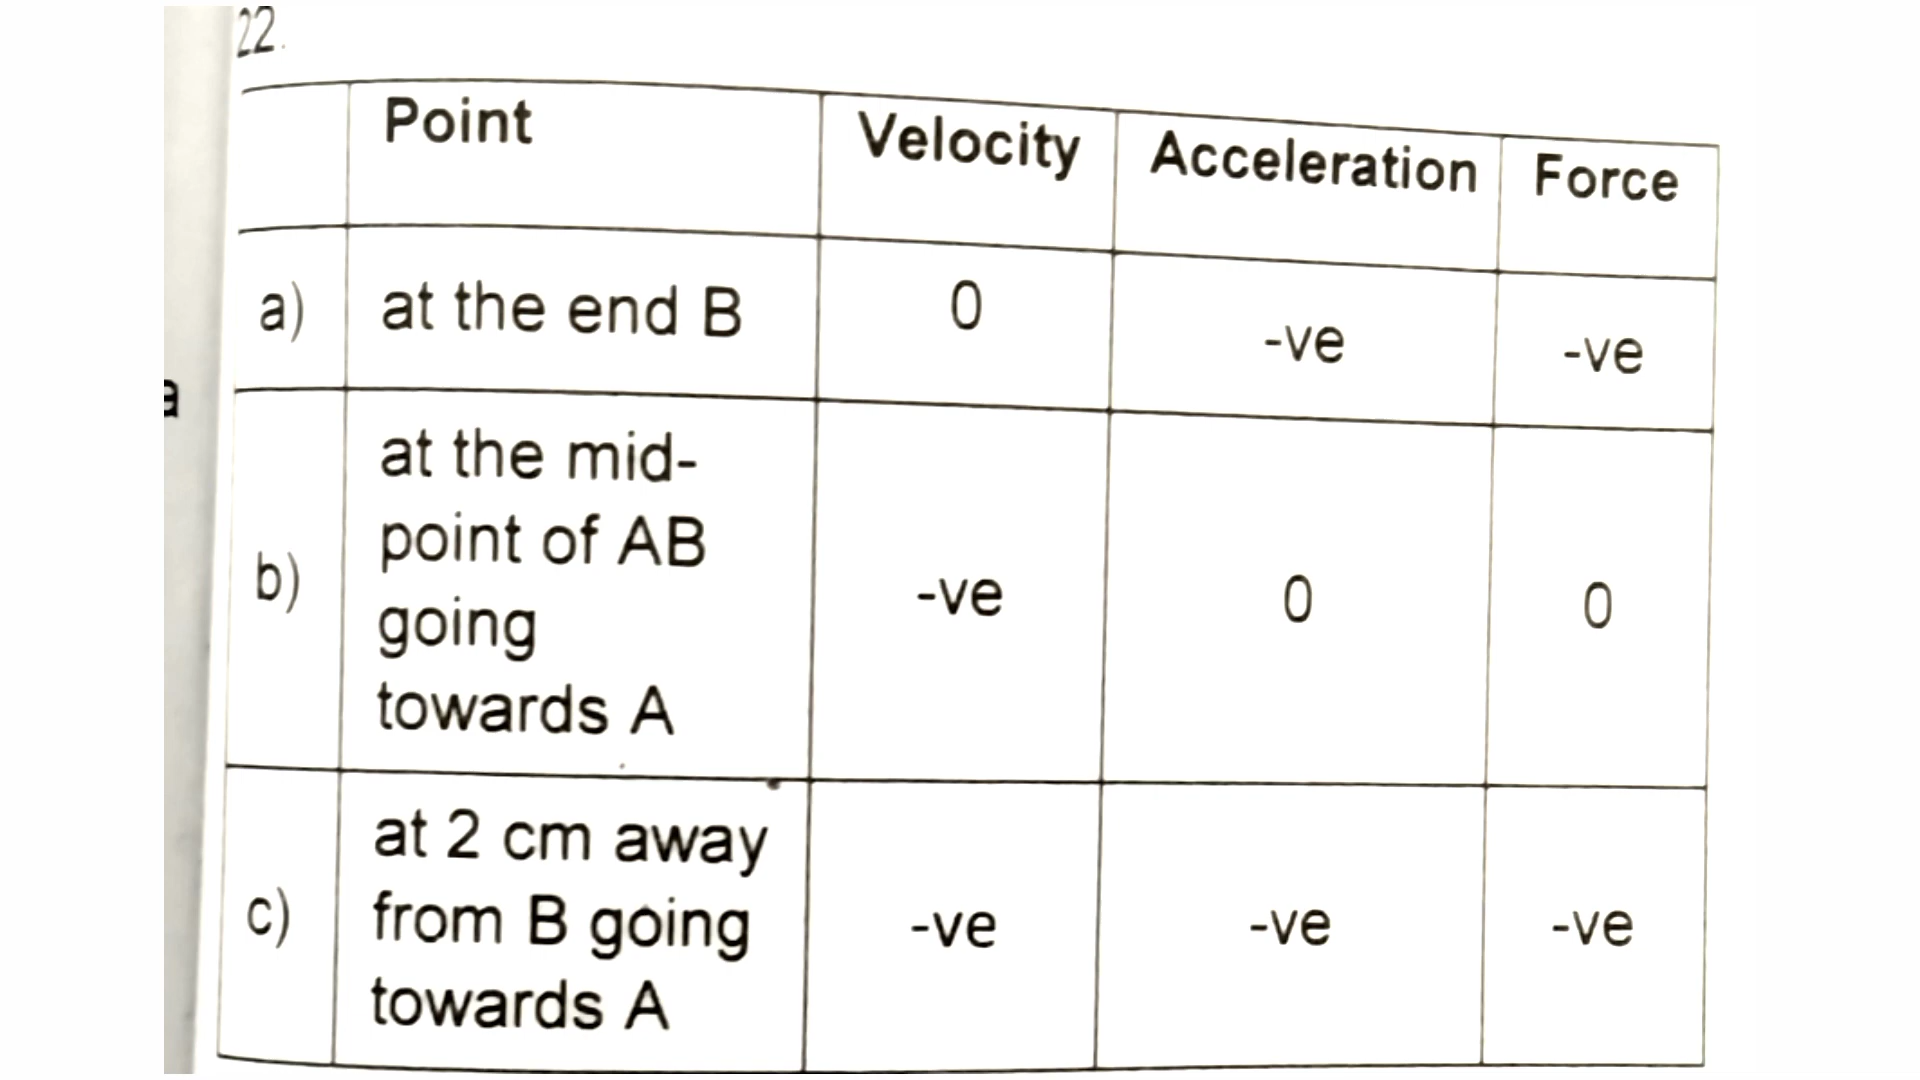 22.
Point Velocity Acceleration Force
a) at the end B 0 -ve -ve
at the mid-
point of AB
b) going -ve 0 0
towards A
at 2 cm away
c) from B going -ve -ve -ve
towards A